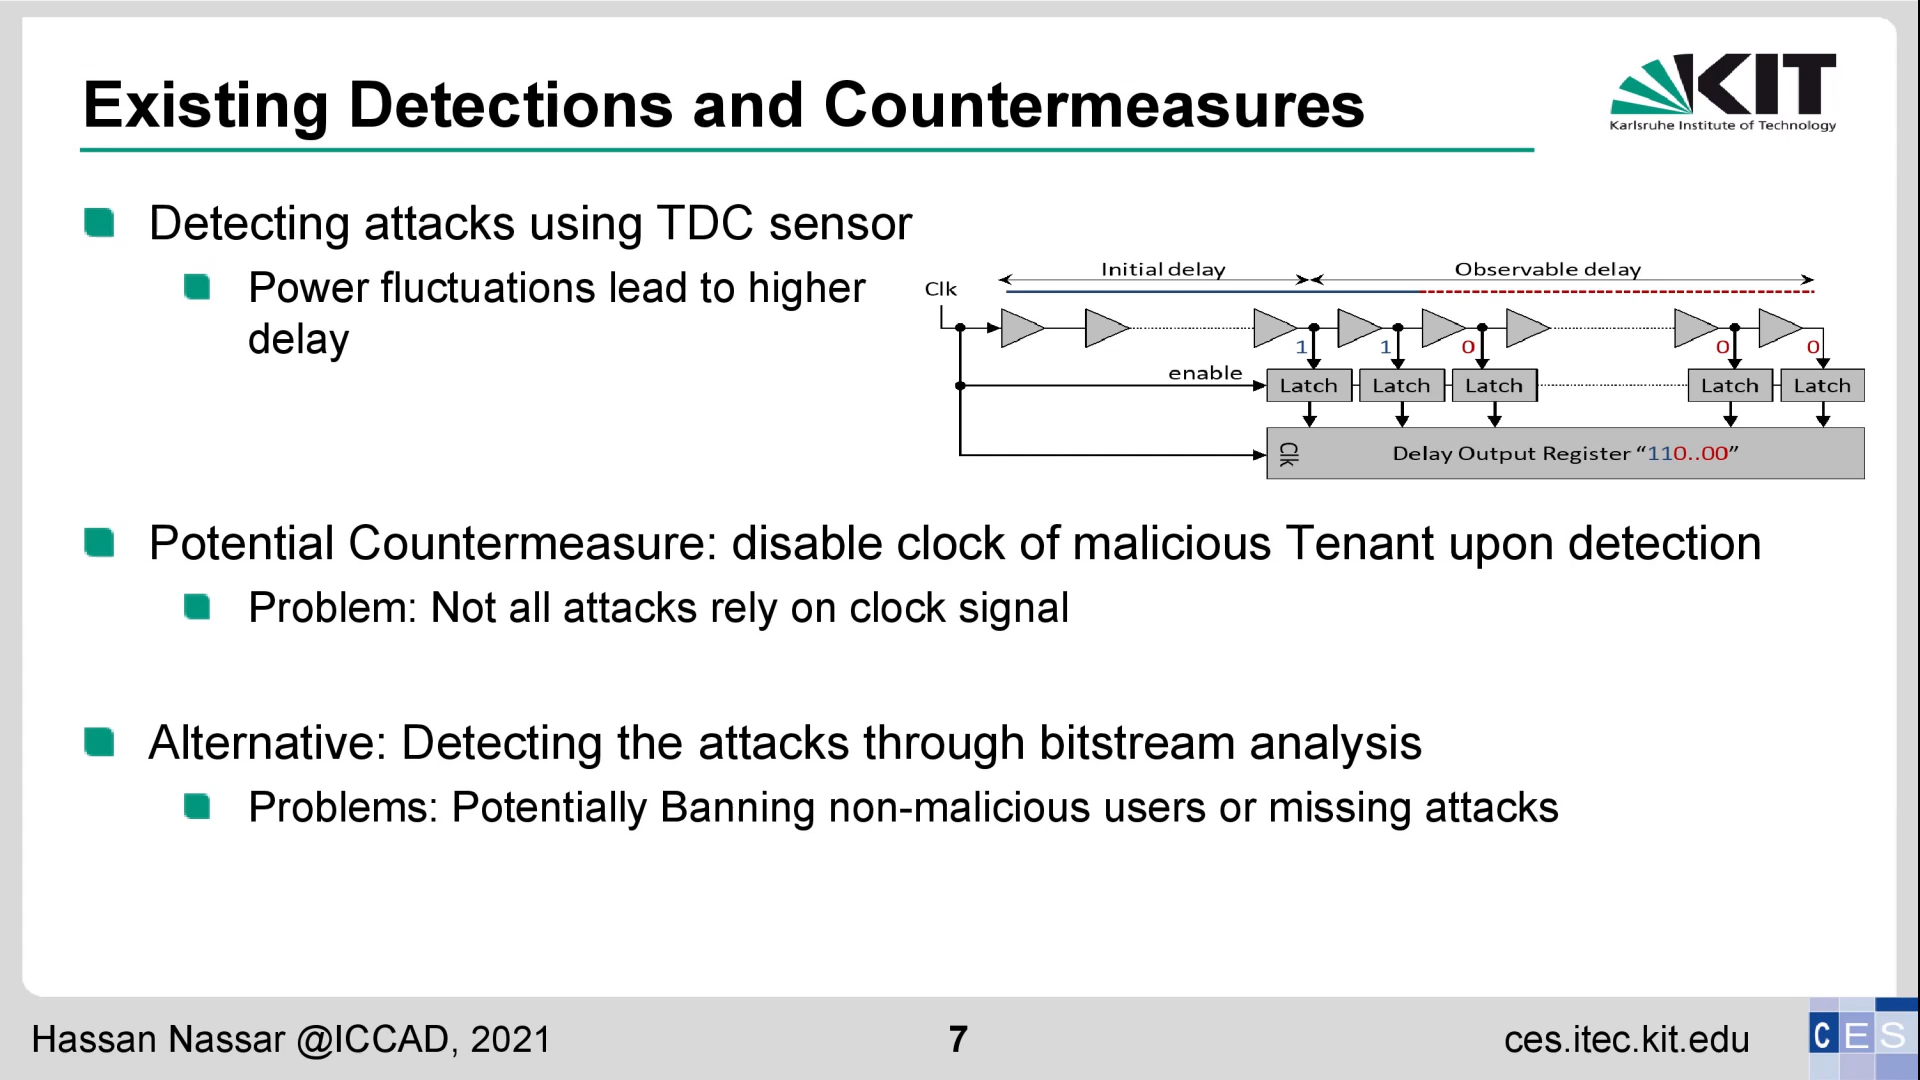 Existing Detections and Countermeasures
KIT
Karlsruhe Institute of Technology
Detecting attacks using TDC sensor
Power fluctuations lead to higher
delay
Initial delay
Observable delay
Clk
1
1
0
0
0
enable
Latch
Latch
Latch
Latch
Latch
Clk
Delay Output Register “110..00”
Potential Countermeasure: disable clock of malicious Tenant upon detection
Problem: Not all attacks rely on clock signal
Alternative: Detecting the attacks through bitstream analysis
Problems: Potentially Banning non-malicious users or missing attacks
Hassan Nassar @ICCAD, 2021
7
ces.itec.kit.edu
CES